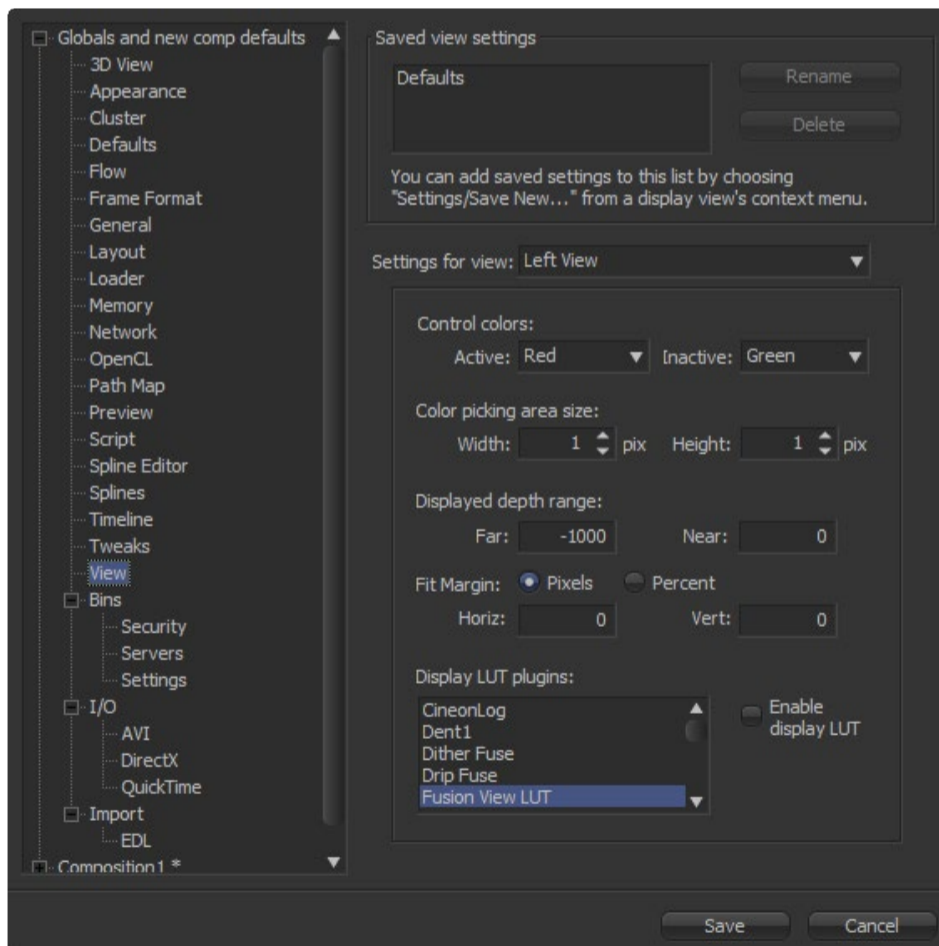 Globals and new comp defaults
3D View
Appearance
Cluster
Defaults
Flow
Frame Format
General
Layout
Loader
Memory
Network
OpenCL
Path Map
Preview
Script
Spline Editor
Splines
Timeline
Tweaks
View
Bins
Security
Servers
Settings
I/O
AVI
DirectX
QuickTime
Import
EDL
Composition1 *
Saved view settings
Defaults
Rename
Delete
You can add saved settings to this list by choosing
"Settings/Save New..." from a display view's context menu.
Settings for view: Left View
Control colors:
Active: Red Inactive: Green
Color picking area size:
Width: 1 pix Height: 1 pix
Displayed depth range:
Far: -1000 Near: 0
Fit Margin: Pixels Percent
Horiz: 0 Vert: 0
Display LUT plugins:
CineonLog
Dent1
Dither Fuse
Drip Fuse
Fusion View LUT
Enable
display LUT
Save Cancel